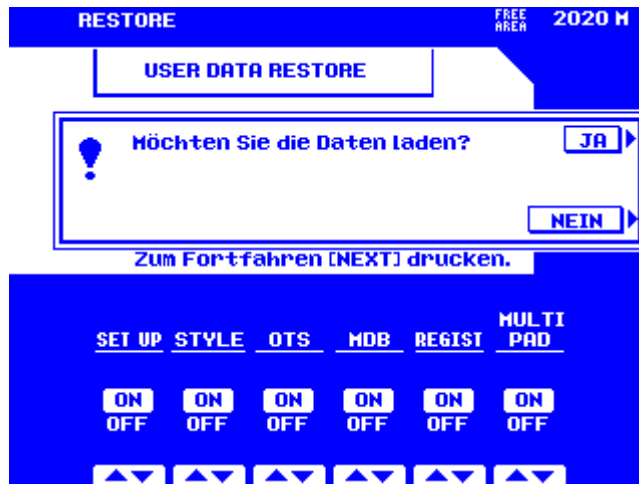 RESTORE FREE AREA 2020 M
USER DATA RESTORE
Möchten Sie die Daten laden? JA
NEIN
Zum Fortfahren [NEXT] drucken.
SET UP STYLE OTS MDB REGIST MULTI PAD
ON ON ON ON ON ON
OFF OFF OFF OFF OFF OFF